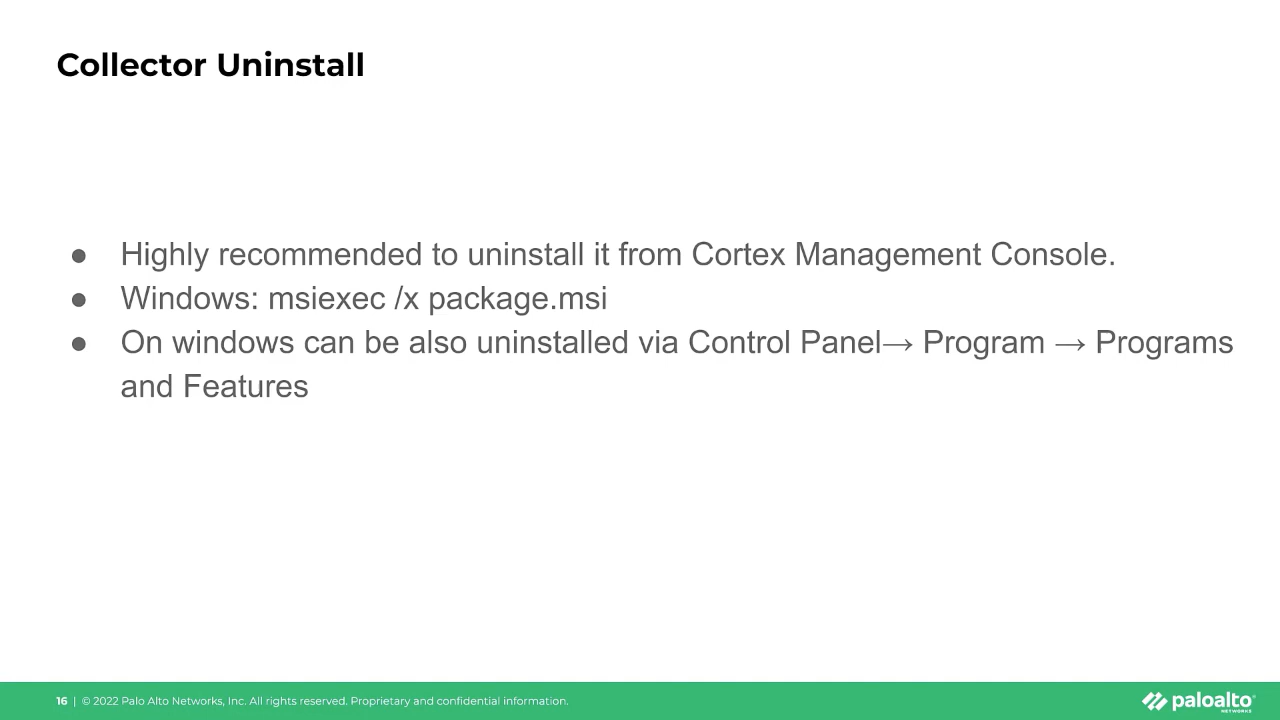 Collector Uninstall
● Highly recommended to uninstall it from Cortex Management Console.
● Windows: msiexec /x package.msi
● On windows can be also uninstalled via Control Panel→ Program → Programs
and Features
16 | © 2022 Palo Alto Networks, Inc. All rights reserved. Proprietary and confidential information.
paloalto
NETWORKS